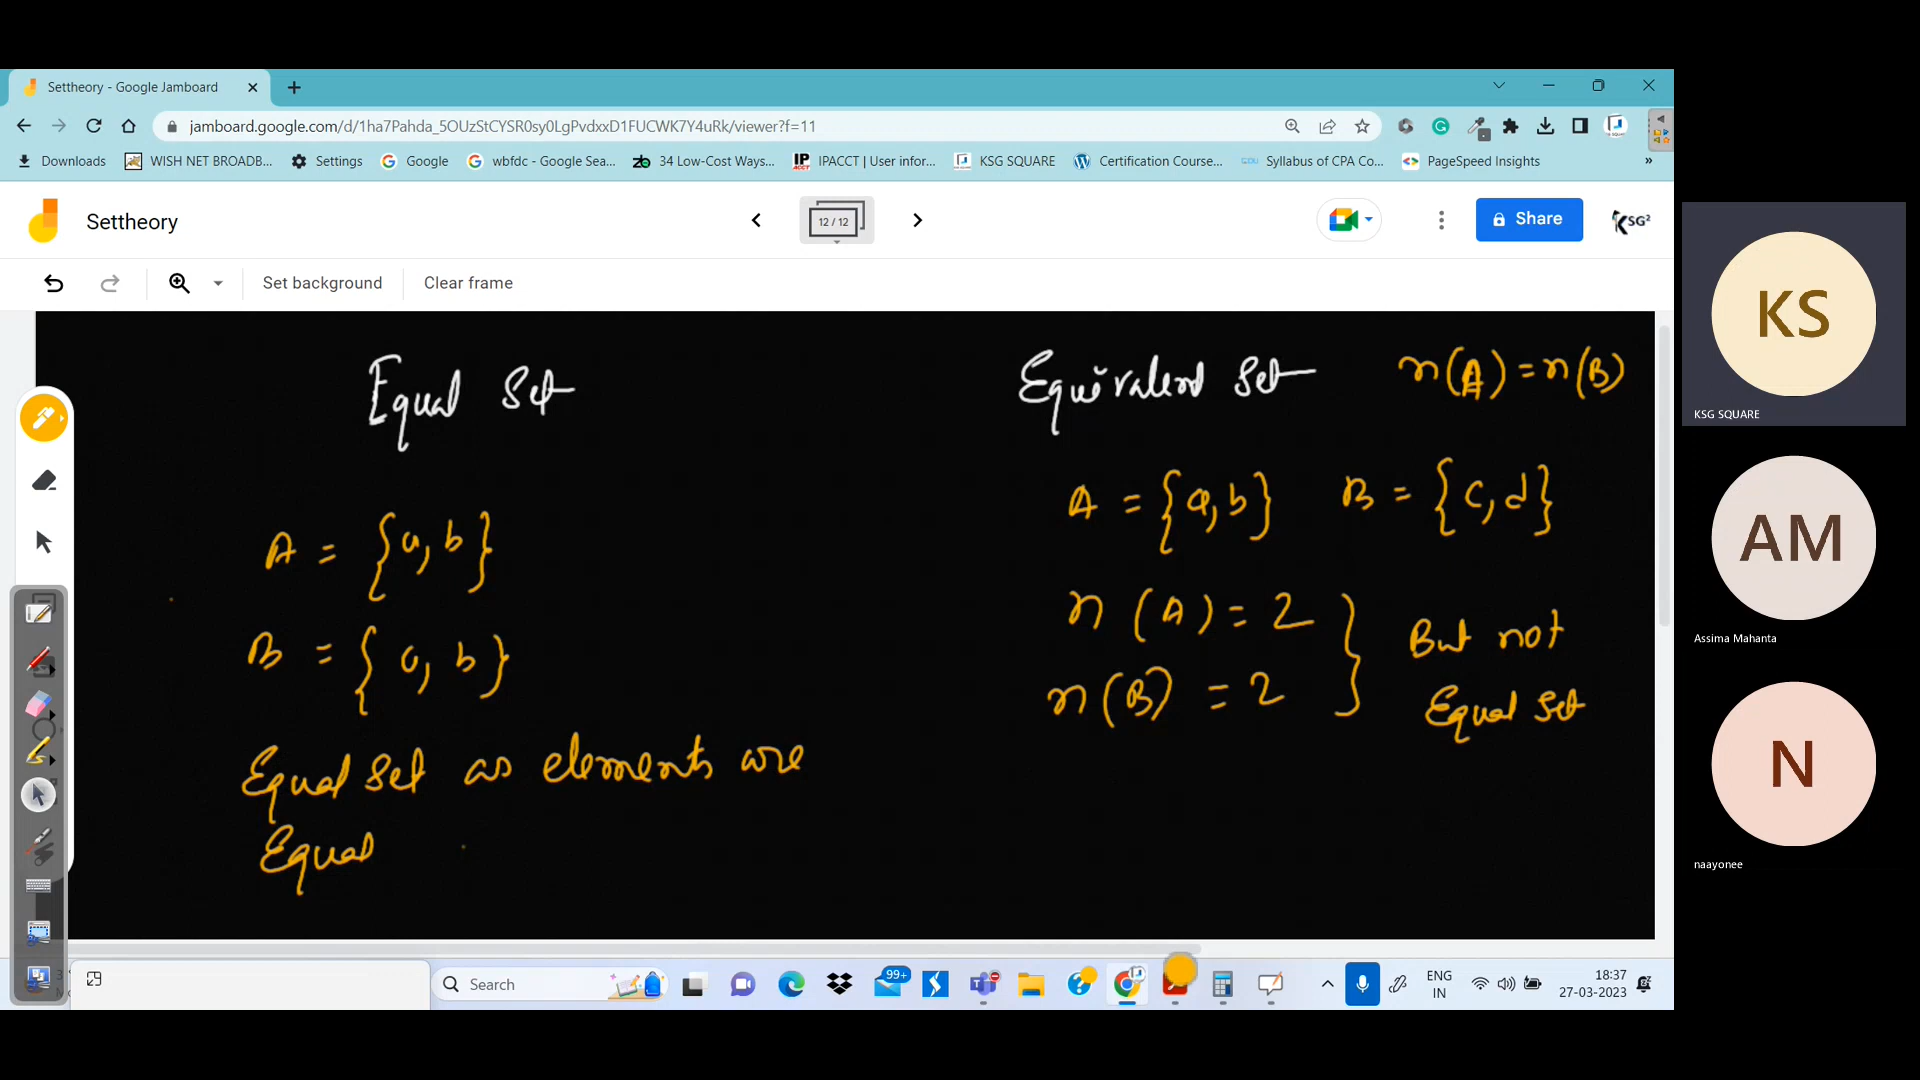 Settheory - Google Jamboard
jamboard.google.com/d/1ha7Pahda_5OUzStCYSR0sy0LgPvdxxD1FUCWK7Y4uRk/viewer?f=11
Downloads WISH NET BROADB... Settings Google wbfdc - Google Sea... 34 Low-Cost Ways... IPACCT | User infor... KSG SQUARE Certification Course... Syllabus of CPA Co... PageSpeed Insights »
Settheory
12 / 12
Share
KSG²
Set background Clear frame
Equal Set
A = {a, b}
B = {a, b}
Equal Set as elements are
Equal
Equivalent Set n(A) = n(B)
A = {a, b} B = {c, d}
n(A) = 2
n(B) = 2
But not
Equal Set
KS
KSG SQUARE
AM
Assima Mahanta
N
naayonee
Search
99+
ENG
IN
18:37
27-03-2023